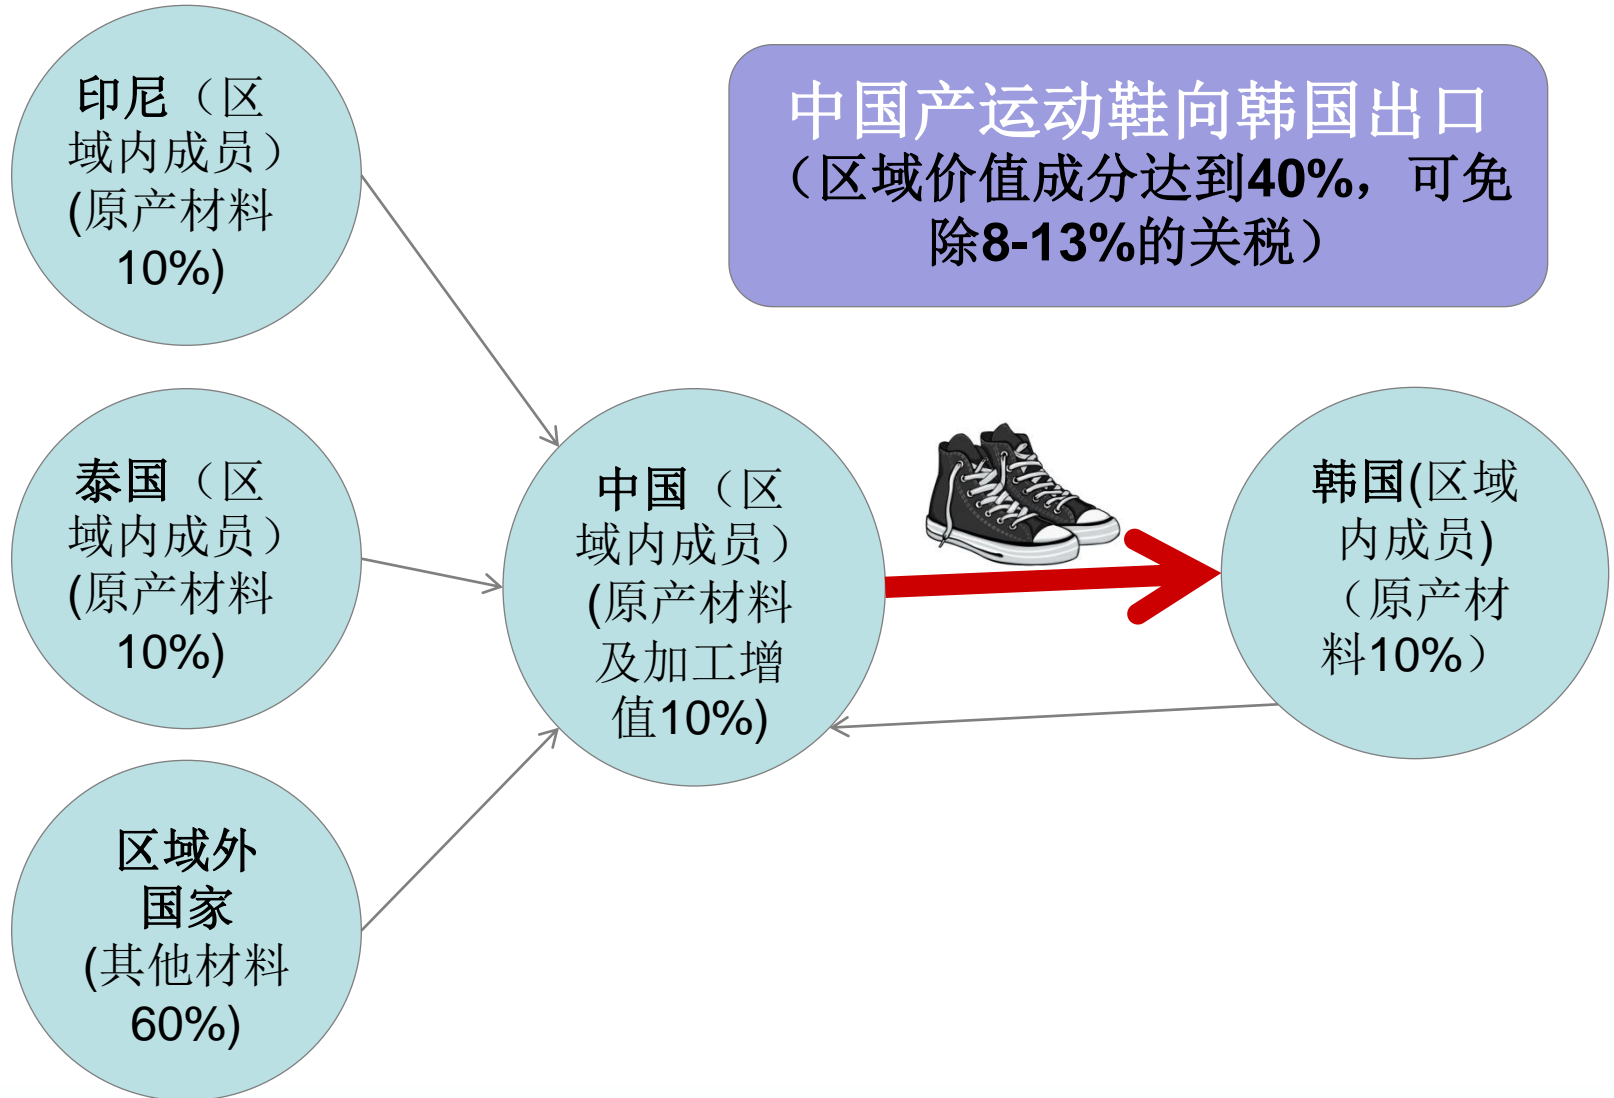 印尼（区
域内成员）
(原产材料
10%)
中国产运动鞋向韩国出口
（区域价值成分达到40%，可免
除8-13%的关税）
泰国（区
域内成员）
(原产材料
10%)
中国（区
域内成员）
(原产材料
及加工增
值10%)
韩国(区域
内成员)
（原产材
料10%）
区域外
国家
(其他材料
60%)